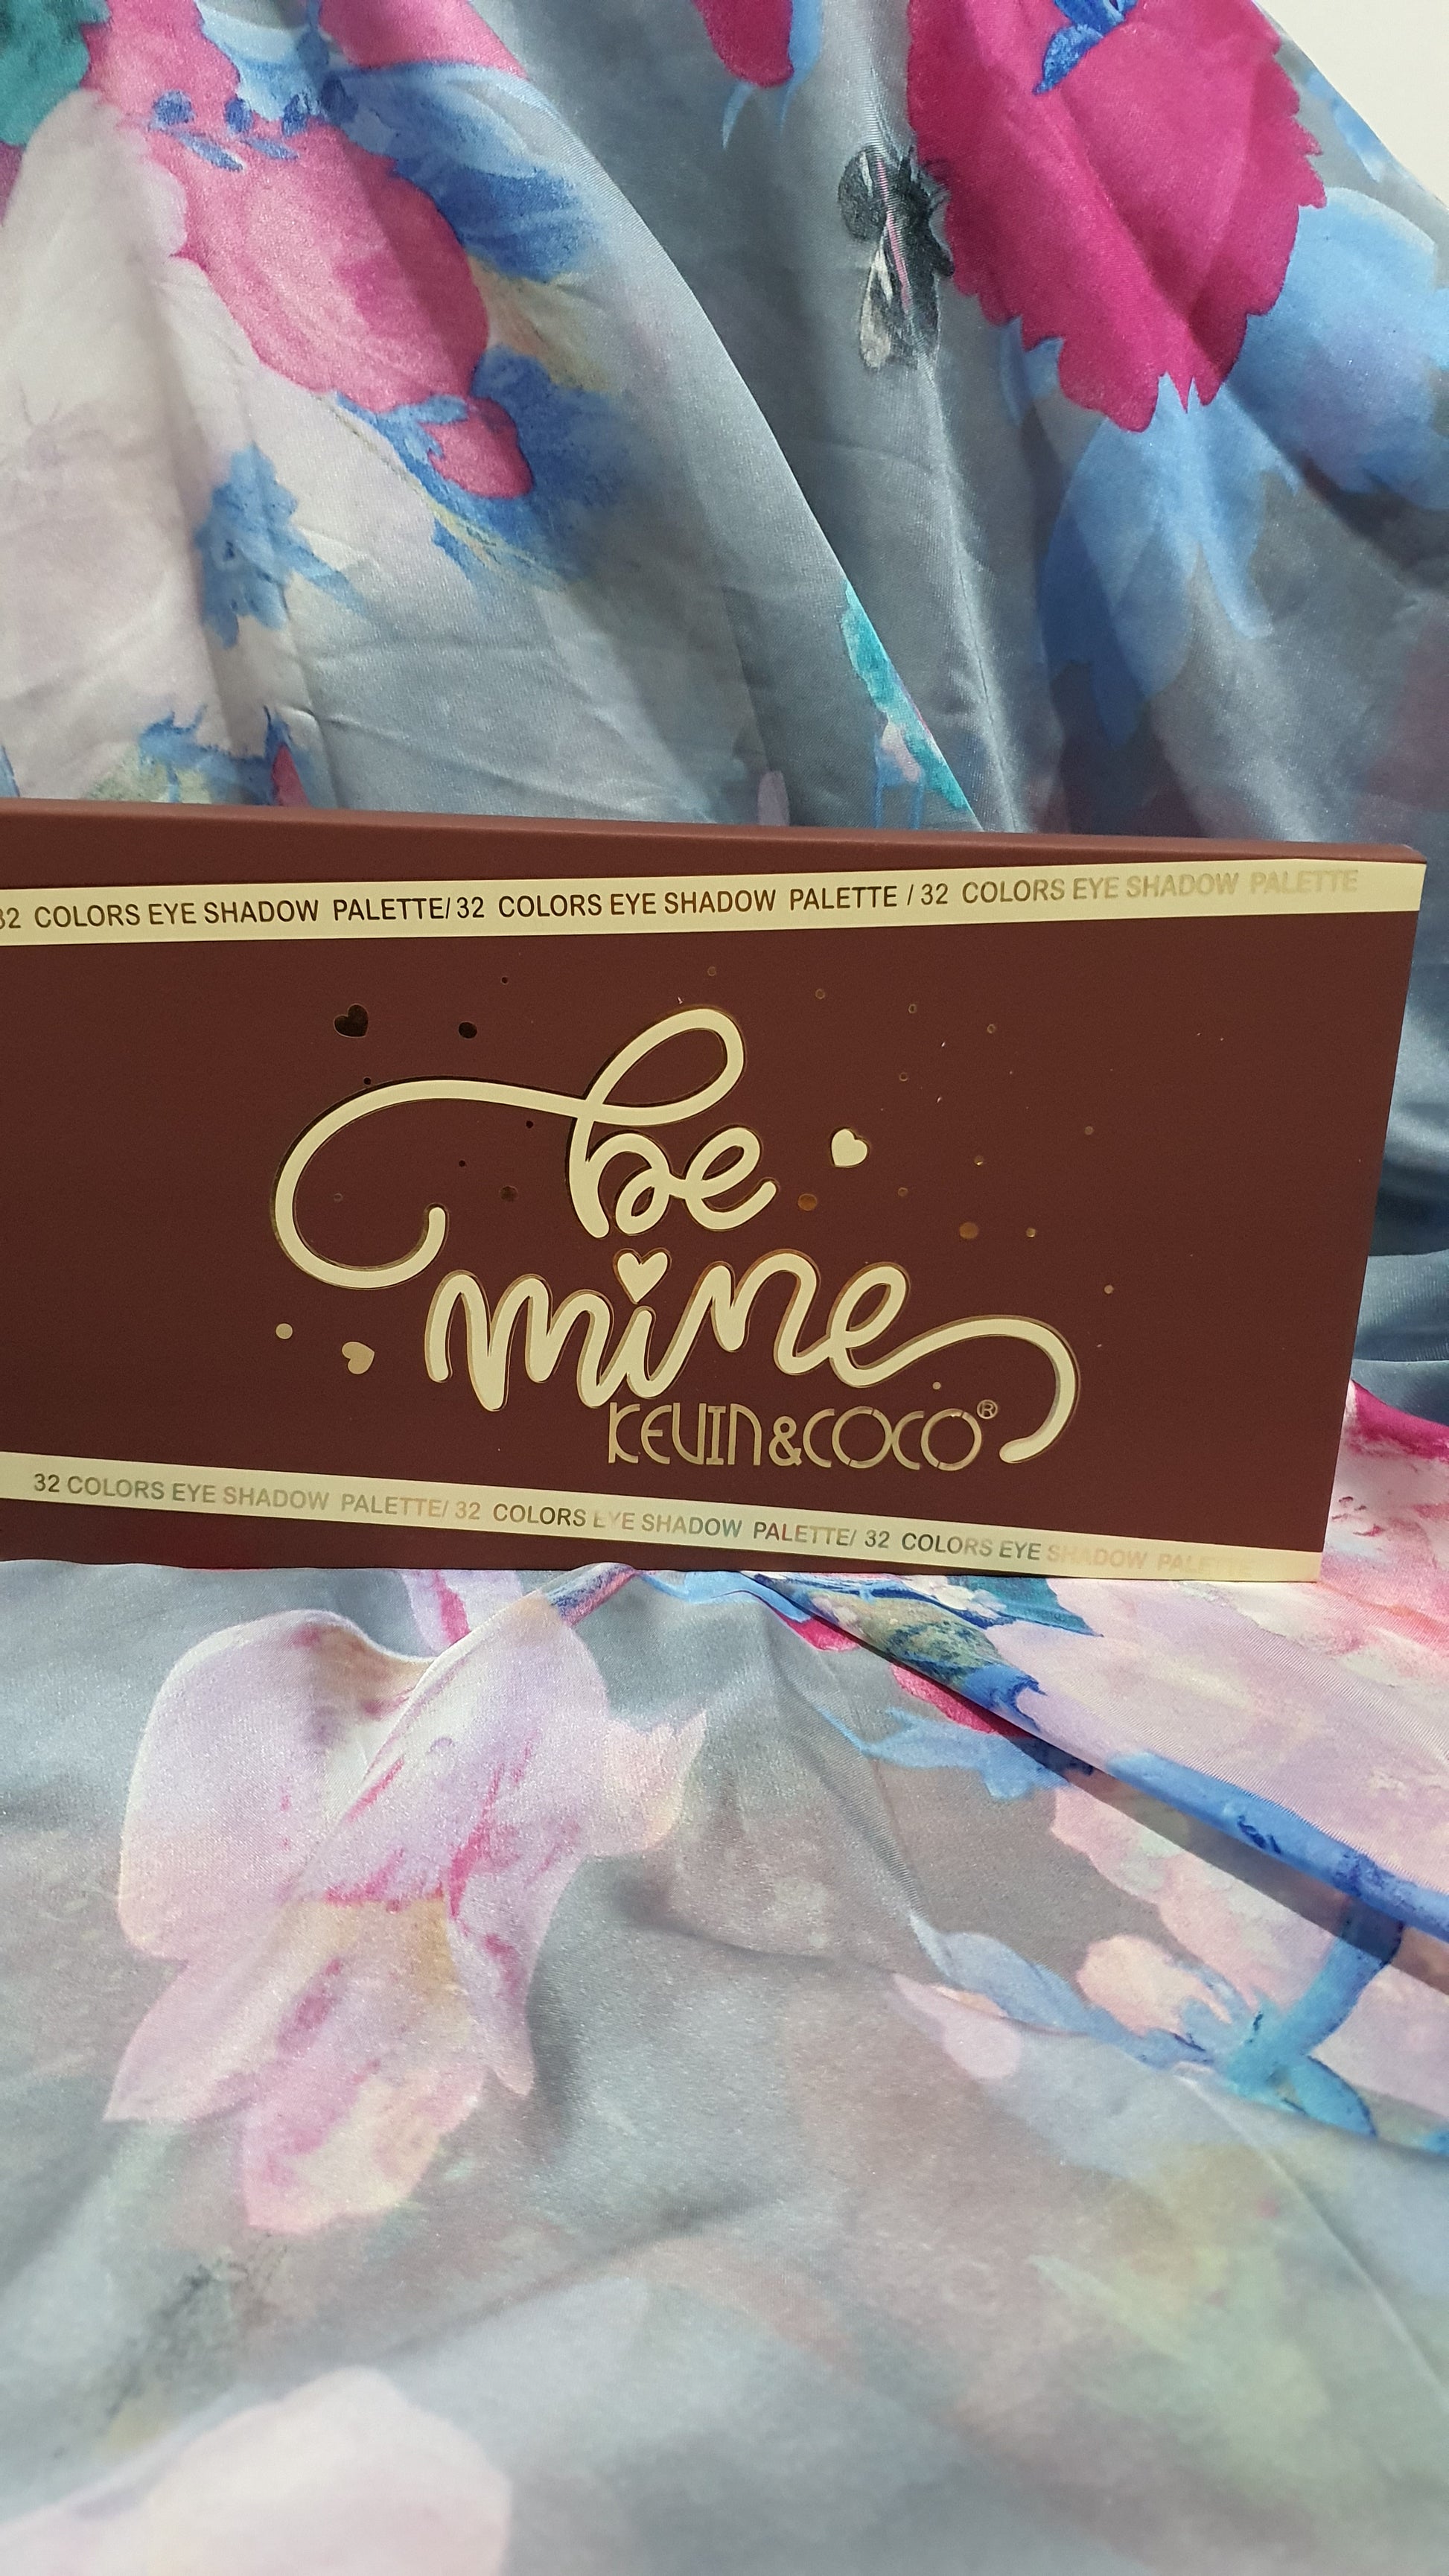 32 COLORS EYE SHADOW PALETTE/ 32 COLORS EYE SHADOW PALETTE / 32 COLORS EYE SHADOW PALETTE
be
mine
KEVIN&COCO®
32 COLORS EYE SHADOW PALETTE/ 32 COLORS EYE SHADOW PALETTE/ 32 COLORS EYE SHADOW PALETTE